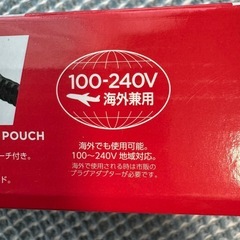 100-240V
海外兼用
POUCH
ーチ付き。
ド。
海外でも使用可能。
100〜240V 地域対応。
海外で使用される時は市販の
プラグアダプターが必要です。